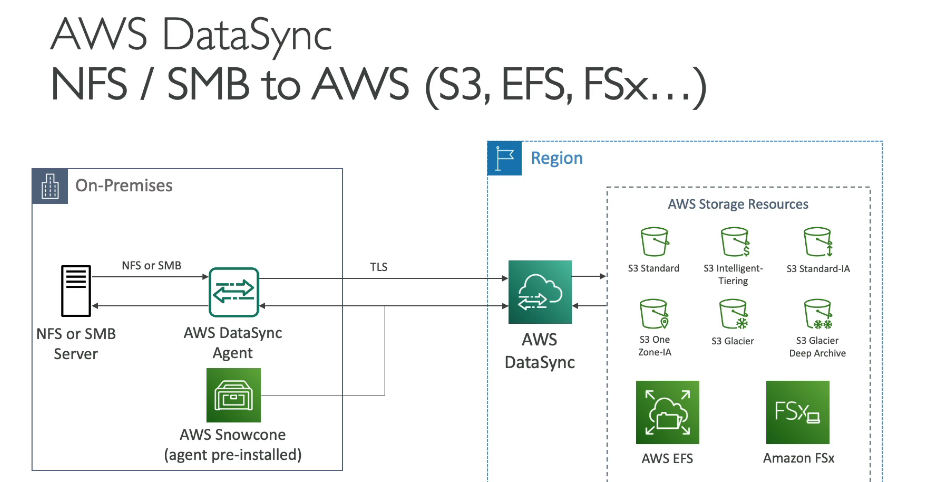 AWS DataSync
NFS / SMB to AWS (S3, EFS, FSx…)
On-Premises
NFS or SMB
NFS or SMB
Server
AWS DataSync
Agent
AWS Snowcone
(agent pre-installed)
TLS
Region
AWS
DataSync
AWS Storage Resources
S3 Standard
S3 Intelligent-
Tiering
S3 Standard-IA
S3 One
Zone-IA
S3 Glacier
S3 Glacier
Deep Archive
AWS EFS
FSx
Amazon FSx